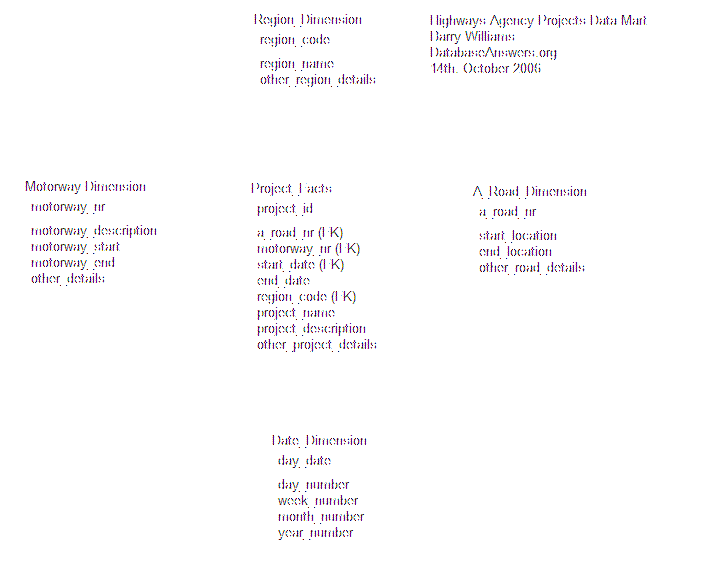 Region_Dimension
region_code
region_name
other_region_details
Highways Agency Projects Data Mart
Darry Williams
DatabaseAnswers.org
14th. October 2006
Motorway Dimension
motorway_nr
motorway_description
motorway_start
motorway_end
other_details
Project_Facts
project_id
a_road_nr (FK)
motorway_nr (FK)
start_date (FK)
end_date
region_code (FK)
project_name
project_description
other_project_details
A_Road_Dimension
a_road_nr
start_location
end_location
other_road_details
Date_Dimension
day_date
day_number
week_number
month_number
year_number